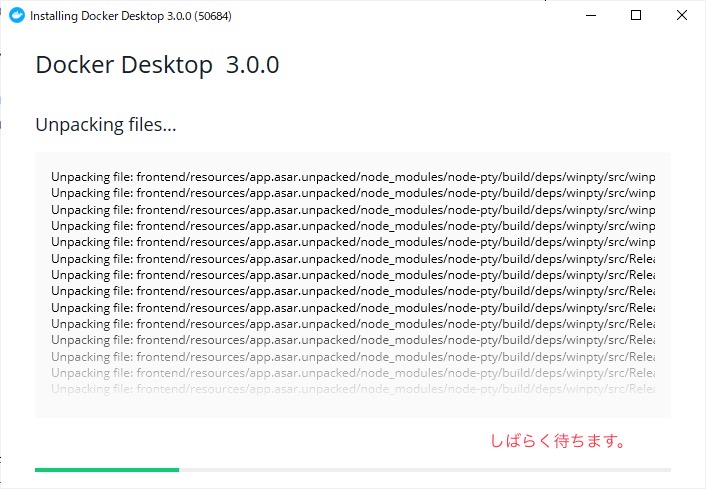 Installing Docker Desktop 3.0.0 (50684)
Docker Desktop 3.0.0
Unpacking files...
Unpacking file: frontend/resources/app.asar.unpacked/node_modules/node-pty/build/deps/winpty/src/winp
Unpacking file: frontend/resources/app.asar.unpacked/node_modules/node-pty/build/deps/winpty/src/winp
Unpacking file: frontend/resources/app.asar.unpacked/node_modules/node-pty/build/deps/winpty/src/winp
Unpacking file: frontend/resources/app.asar.unpacked/node_modules/node-pty/build/deps/winpty/src/winp
Unpacking file: frontend/resources/app.asar.unpacked/node_modules/node-pty/build/deps/winpty/src/winp
Unpacking file: frontend/resources/app.asar.unpacked/node_modules/node-pty/build/deps/winpty/src/Relea
Unpacking file: frontend/resources/app.asar.unpacked/node_modules/node-pty/build/deps/winpty/src/Relea
Unpacking file: frontend/resources/app.asar.unpacked/node_modules/node-pty/build/deps/winpty/src/Relea
Unpacking file: frontend/resources/app.asar.unpacked/node_modules/node-pty/build/deps/winpty/src/Relea
Unpacking file: frontend/resources/app.asar.unpacked/node_modules/node-pty/build/deps/winpty/src/Relea
Unpacking file: frontend/resources/app.asar.unpacked/node_modules/node-pty/build/deps/winpty/src/Relea
Unpacking file: frontend/resources/app.asar.unpacked/node_modules/node-pty/build/deps/winpty/src/Relea
Unpacking file: frontend/resources/app.asar.unpacked/node_modules/node-pty/build/deps/winpty/src/Relea
Unpacking file: frontend/resources/app.asar.unpacked/node_modules/node-pty/build/deps/winpty/src/Relea
しばらく待ちます。